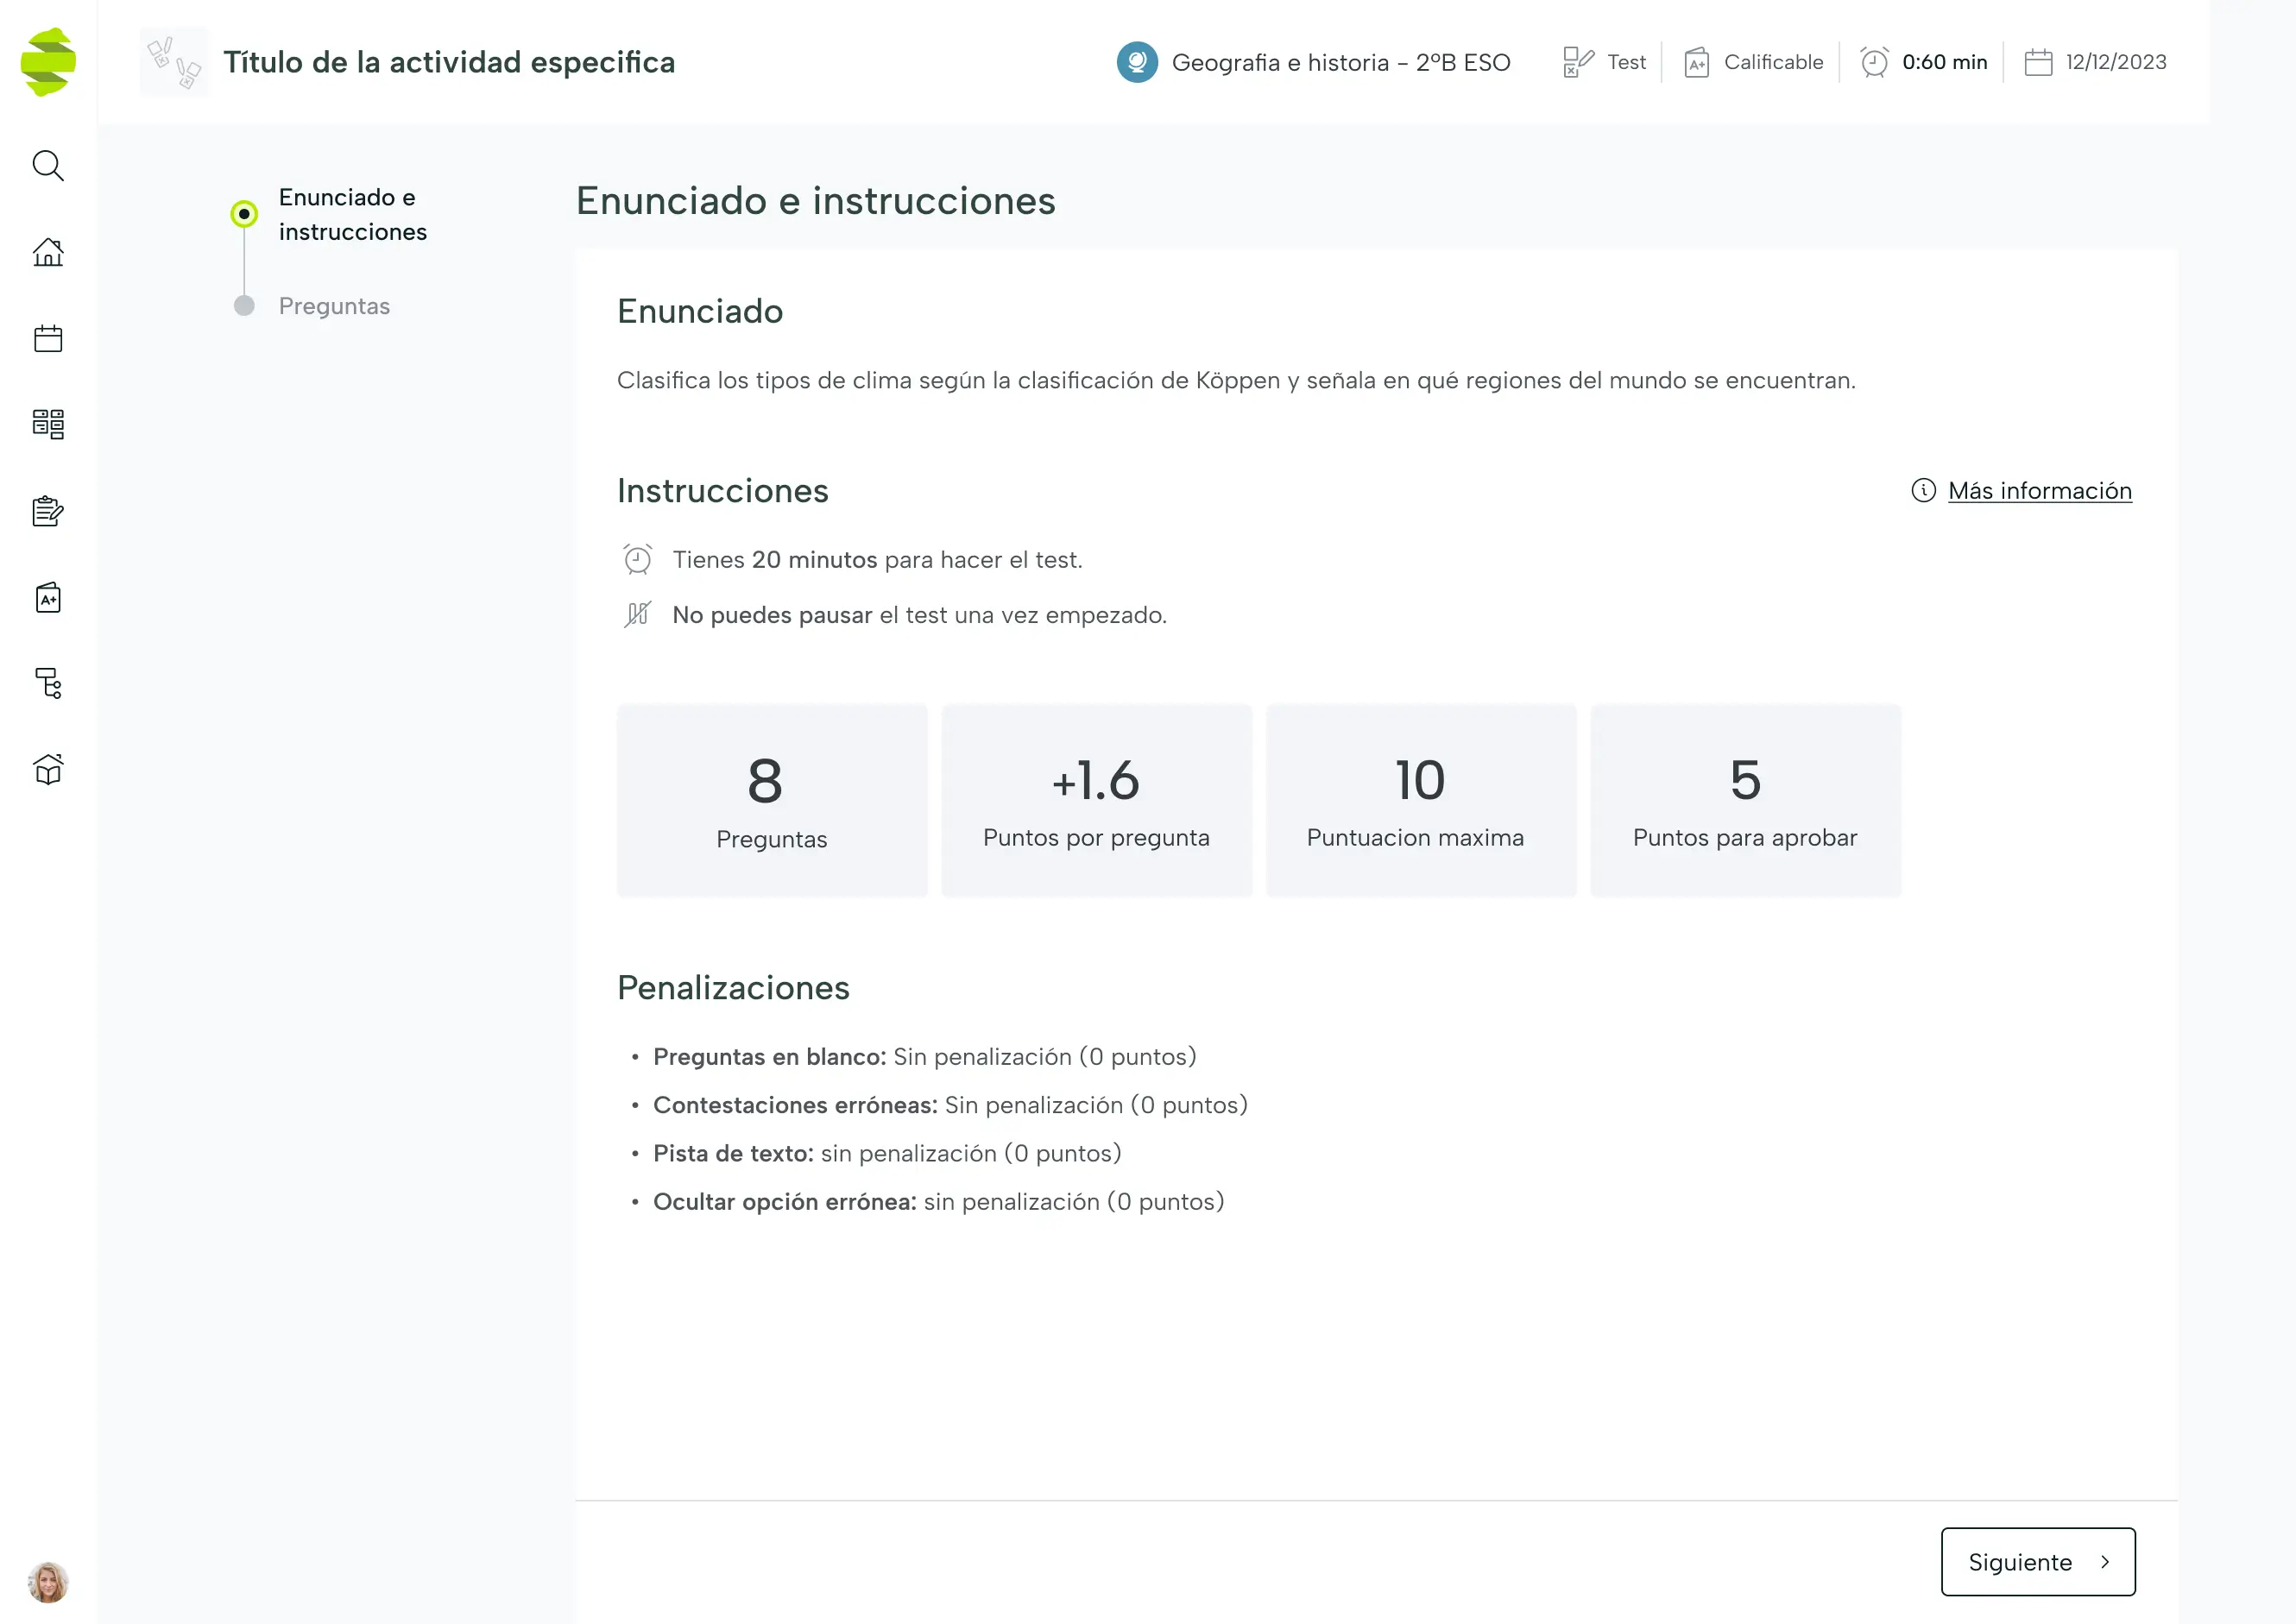 Título de la actividad especifica
Geografia e historia – 2ºB ESO
Test
A+
Calificable
0:60 min
12/12/2023
Enunciado e
instrucciones
Preguntas
A+
Enunciado e instrucciones
Enunciado
Clasifica los tipos de clima según la clasificación de Köppen y señala en qué regiones del mundo se encuentran.
Instrucciones
Más información
Tienes 20 minutos para hacer el test.
No puedes pausar el test una vez empezado.
8
Preguntas
+1.6
Puntos por pregunta
10
Puntuacion maxima
5
Puntos para aprobar
Penalizaciones
• Preguntas en blanco: Sin penalización (0 puntos)
• Contestaciones erróneas: Sin penalización (0 puntos)
• Pista de texto: sin penalización (0 puntos)
• Ocultar opción errónea: sin penalización (0 puntos)
Siguiente